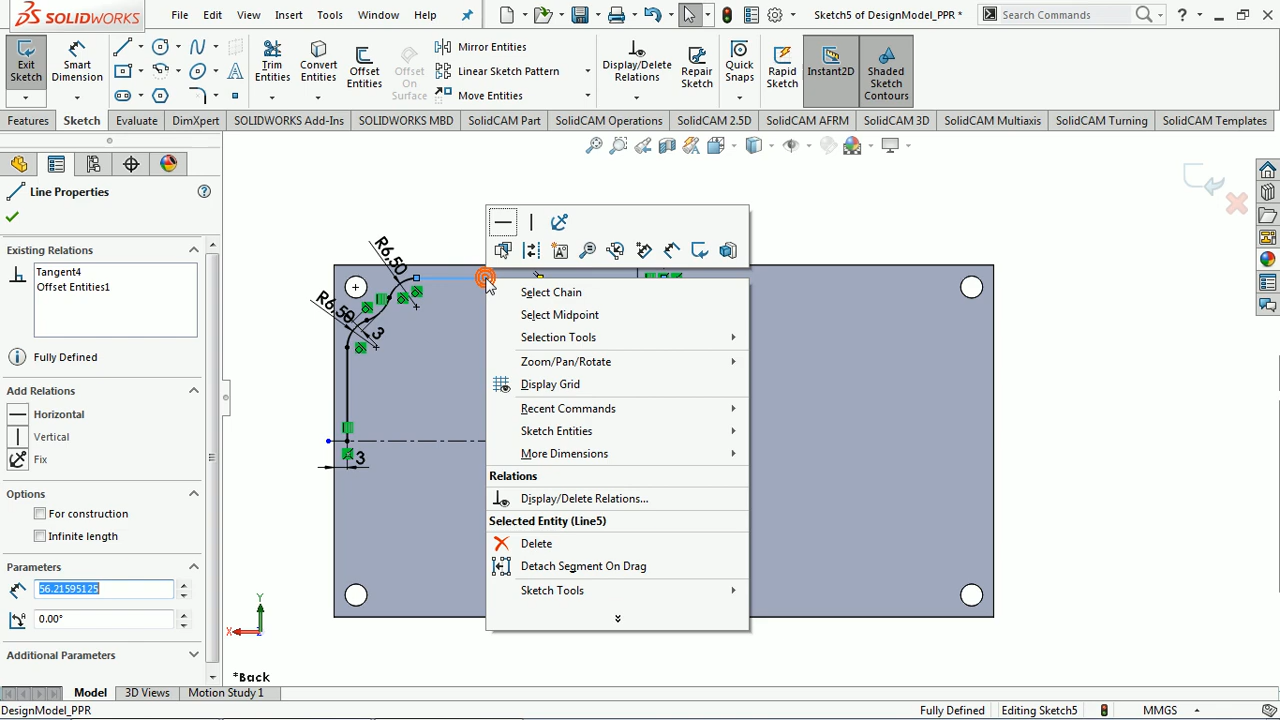 SOLIDWORKS
File
Edit
View
Insert
Tools
Window
Help
Sketch5 of DesignModel_PPR *
Search Commands
?
Exit Sketch
Smart Dimension
Trim Entities
Convert Entities
Offset Entities
Offset On Surface
Mirror Entities
Linear Sketch Pattern
Move Entities
Display/Delete Relations
Repair Sketch
Quick Snaps
Rapid Sketch
Instant2D
Shaded Sketch Contours
Features
Sketch
Evaluate
DimXpert
SOLIDWORKS Add-Ins
SOLIDWORKS MBD
SolidCAM Part
SolidCAM Operations
SolidCAM 2.5D
SolidCAM AFRM
SolidCAM 3D
SolidCAM Multiaxis
SolidCAM Turning
SolidCAM Templates
Line Properties
?
Existing Relations
Tangent4
Offset Entities1
Fully Defined
Add Relations
Horizontal
Vertical
Fix
Options
For construction
Infinite length
Parameters
56.21595125
0.00°
Additional Parameters
R6,50
R6,50
3
3
Select Chain
Select Midpoint
Selection Tools
Zoom/Pan/Rotate
Display Grid
Recent Commands
Sketch Entities
More Dimensions
Relations
Display/Delete Relations...
Selected Entity (Line5)
Delete
Detach Segment On Drag
Sketch Tools
Y
X
*Back
Model
3D Views
Motion Study 1
DesignModel_PPR
Fully Defined
Editing Sketch5
MMGS